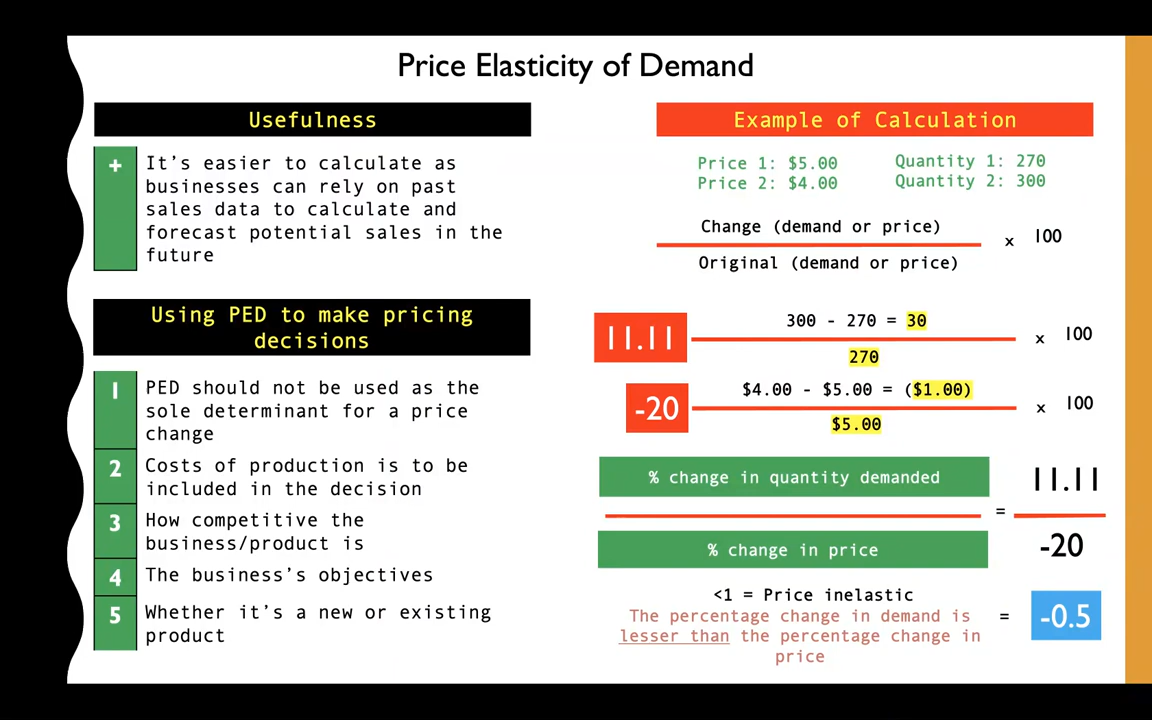 Price Elasticity of Demand
Usefulness
+
It's easier to calculate as
businesses can rely on past
sales data to calculate and
forecast potential sales in the
future
Using PED to make pricing
decisions
1
PED should not be used as the
sole determinant for a price
change
2
Costs of production is to be
included in the decision
3
How competitive the
business/product is
4
The business's objectives
5
Whether it's a new or existing
product
Example of Calculation
Price 1: $5.00
Price 2: $4.00
Quantity 1: 270
Quantity 2: 300
Change (demand or price)
Original (demand or price)
x 100
11.11
300 - 270 = 30
270
x 100
-20
$4.00 - $5.00 = ($1.00)
$5.00
x 100
% change in quantity demanded
% change in price
=
11.11
-20
<1 = Price inelastic
The percentage change in demand is
lesser than the percentage change in
price
= -0.5